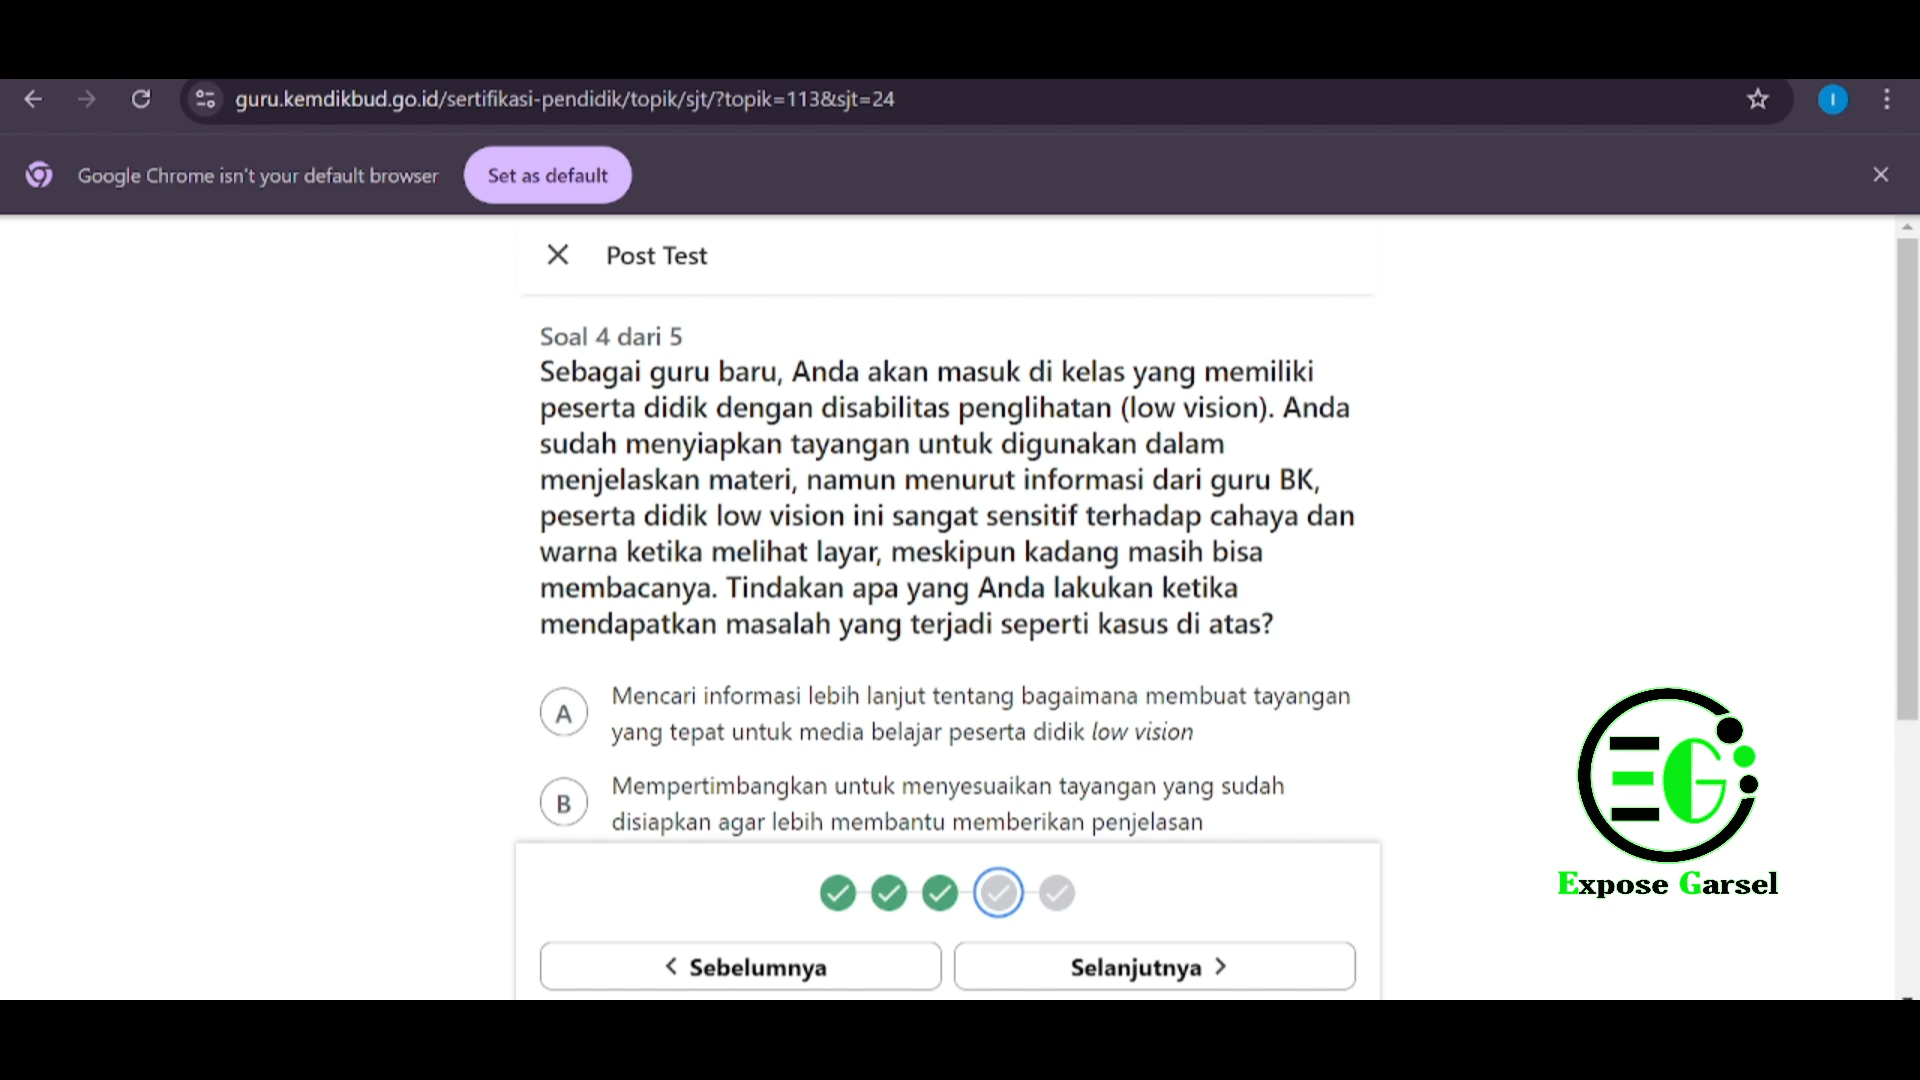 guru.kemdikbud.go.id/sertifikasi-pendidik/topik/sjt/?topik=113&sjt=24
I
Google Chrome isn't your default browser
Set as default
Post Test
Soal 4 dari 5
Sebagai guru baru, Anda akan masuk di kelas yang memiliki
peserta didik dengan disabilitas penglihatan (low vision). Anda
sudah menyiapkan tayangan untuk digunakan dalam
menjelaskan materi, namun menurut informasi dari guru BK,
peserta didik low vision ini sangat sensitif terhadap cahaya dan
warna ketika melihat layar, meskipun kadang masih bisa
membacanya. Tindakan apa yang Anda lakukan ketika
mendapatkan masalah yang terjadi seperti kasus di atas?
A
Mencari informasi lebih lanjut tentang bagaimana membuat tayangan
yang tepat untuk media belajar peserta didik low vision
B
Mempertimbangkan untuk menyesuaikan tayangan yang sudah
disiapkan agar lebih membantu memberikan penjelasan
Sebelumnya
Selanjutnya
EG
Expose Garsel